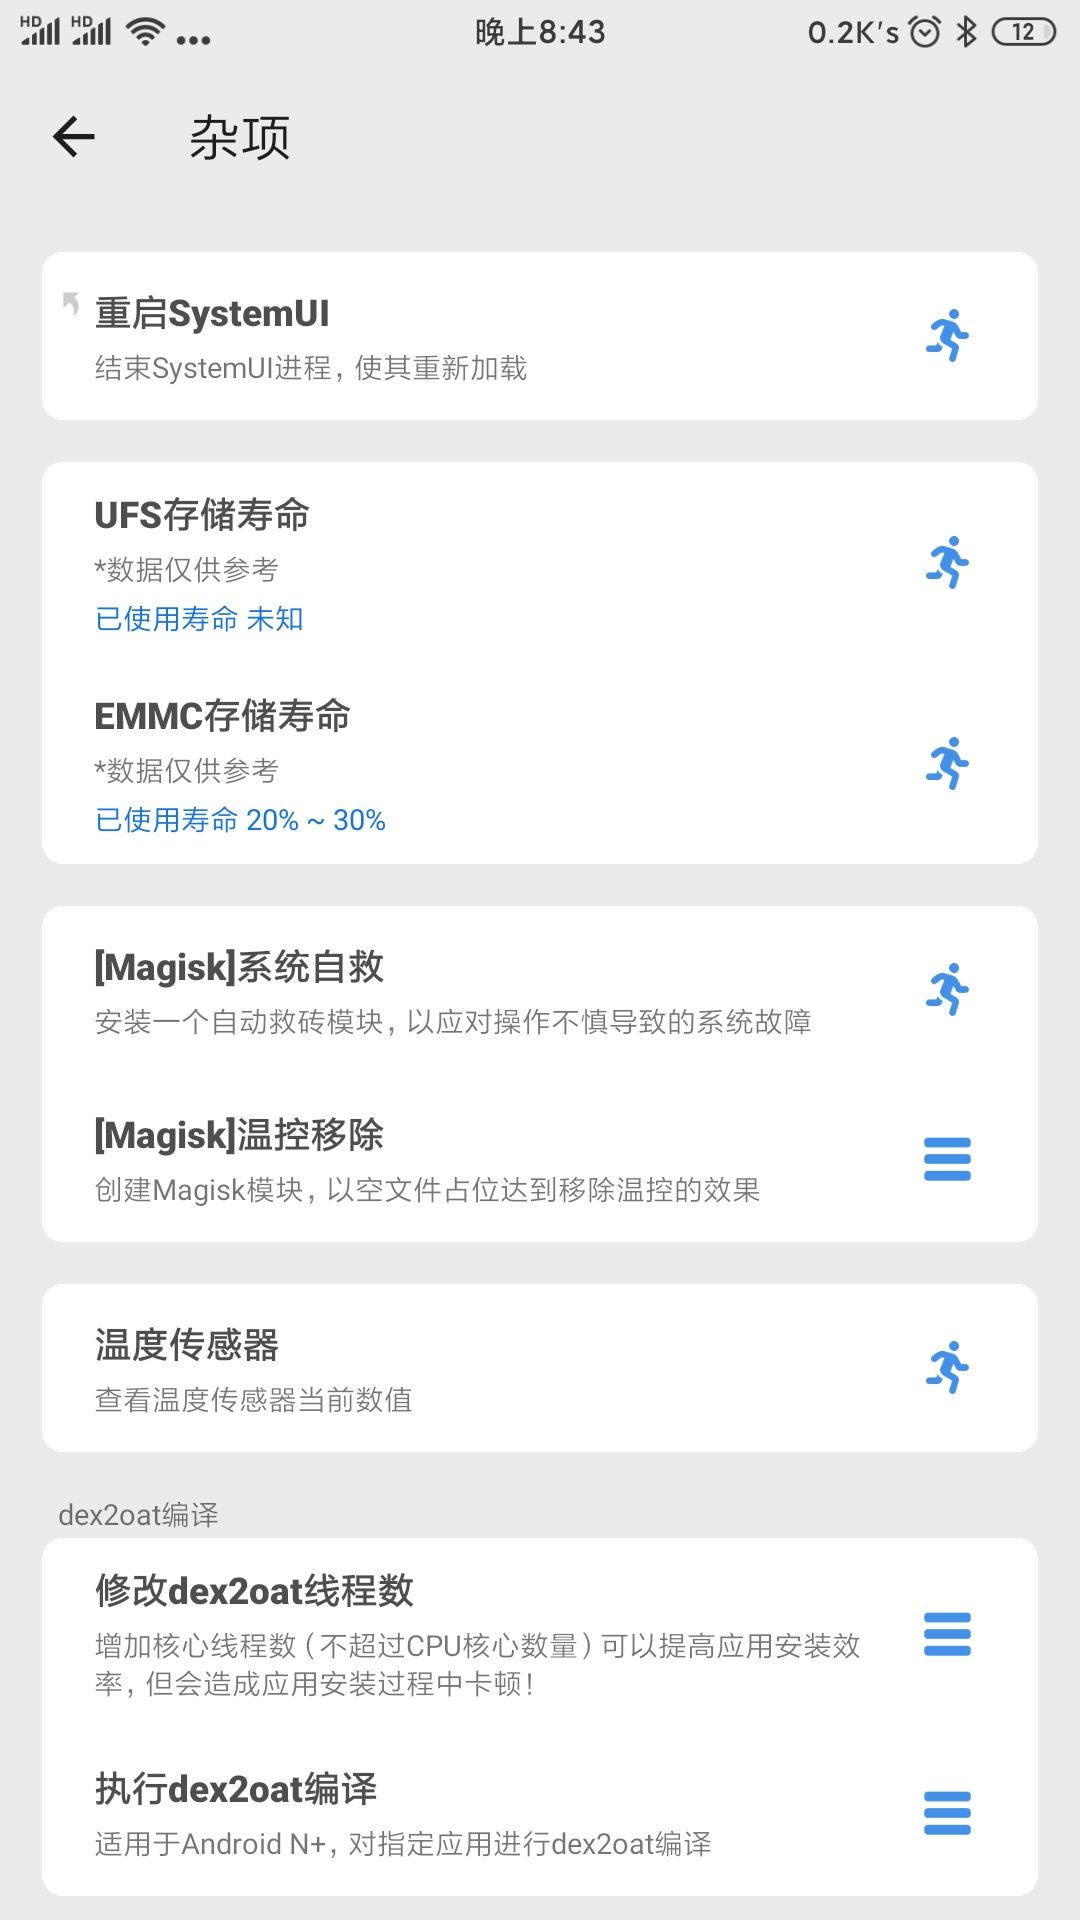 HD HD 晚上8:43 0.2K's 12
杂项
重启SystemUI
结束SystemUI进程，使其重新加载
UFS存储寿命
*数据仅供参考
已使用寿命 未知
EMMC存储寿命
*数据仅供参考
已使用寿命 20% ~ 30%
[Magisk]系统自救
安装一个自动救砖模块，以应对操作不慎导致的系统故障
[Magisk]温控移除
创建Magisk模块，以空文件占位达到移除温控的效果
温度传感器
查看温度传感器当前数值
dex2oat编译
修改dex2oat线程数
增加核心线程数（不超过CPU核心数量）可以提高应用安装效
率，但会造成应用安装过程中卡顿！
执行dex2oat编译
适用于Android N+，对指定应用进行dex2oat编译